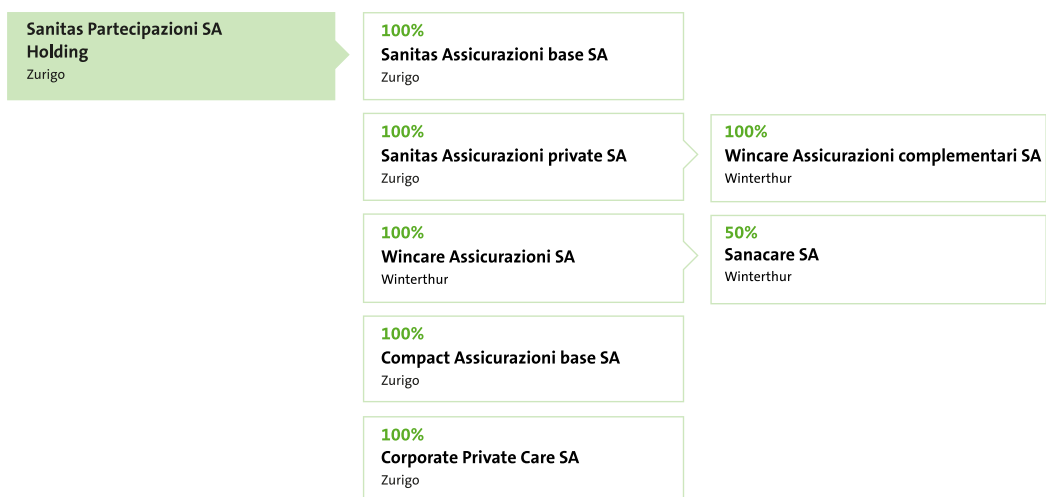 Sanitas Partecipazioni SA
Holding
Zurigo
100%
Sanitas Assicurazioni base SA
Zurigo
100%
Sanitas Assicurazioni private SA
Zurigo
100%
Wincare Assicurazioni complementari SA
Winterthur
100%
Wincare Assicurazioni SA
Winterthur
50%
Sanacare SA
Winterthur
100%
Compact Assicurazioni base SA
Zurigo
100%
Corporate Private Care SA
Zurigo